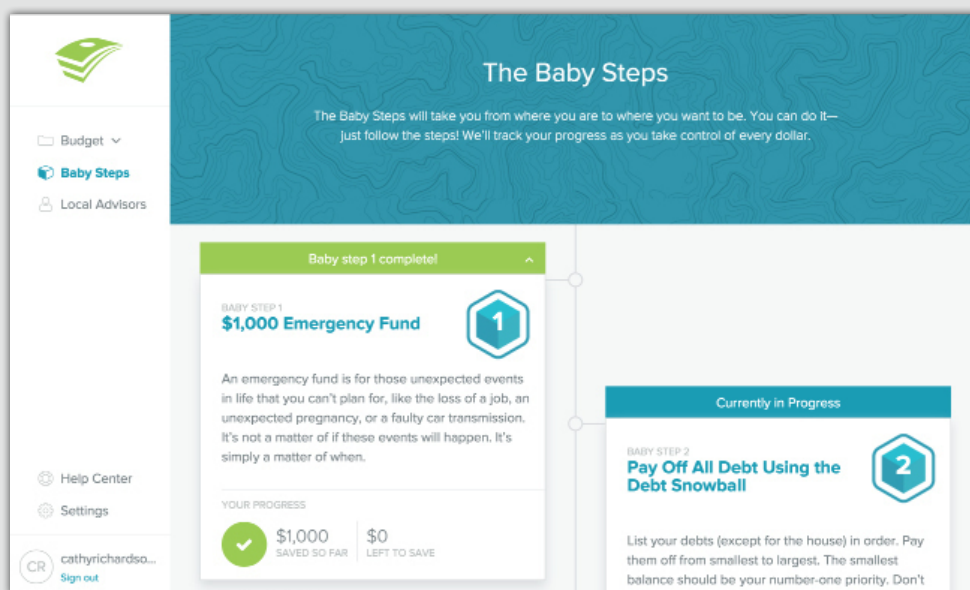 The Baby Steps
The Baby Steps will take you from where you are to where you want to be. You can do it—
just follow the steps! We'll track your progress as you take control of every dollar.
Budget
Baby Steps
Local Advisors
Help Center
Settings
CR
cathyrichardso...
Sign out
Baby step 1 complete!
BABY STEP 1
$1,000 Emergency Fund
1
An emergency fund is for those unexpected events
in life that you can't plan for, like the loss of a job, an
unexpected pregnancy, or a faulty car transmission.
It's not a matter of if these events will happen. It's
simply a matter of when.
YOUR PROGRESS
$1,000
SAVED SO FAR
$0
LEFT TO SAVE
Currently in Progress
BABY STEP 2
Pay Off All Debt Using the
Debt Snowball
2
List your debts (except for the house) in order. Pay
them off from smallest to largest. The smallest
balance should be your number-one priority. Don't